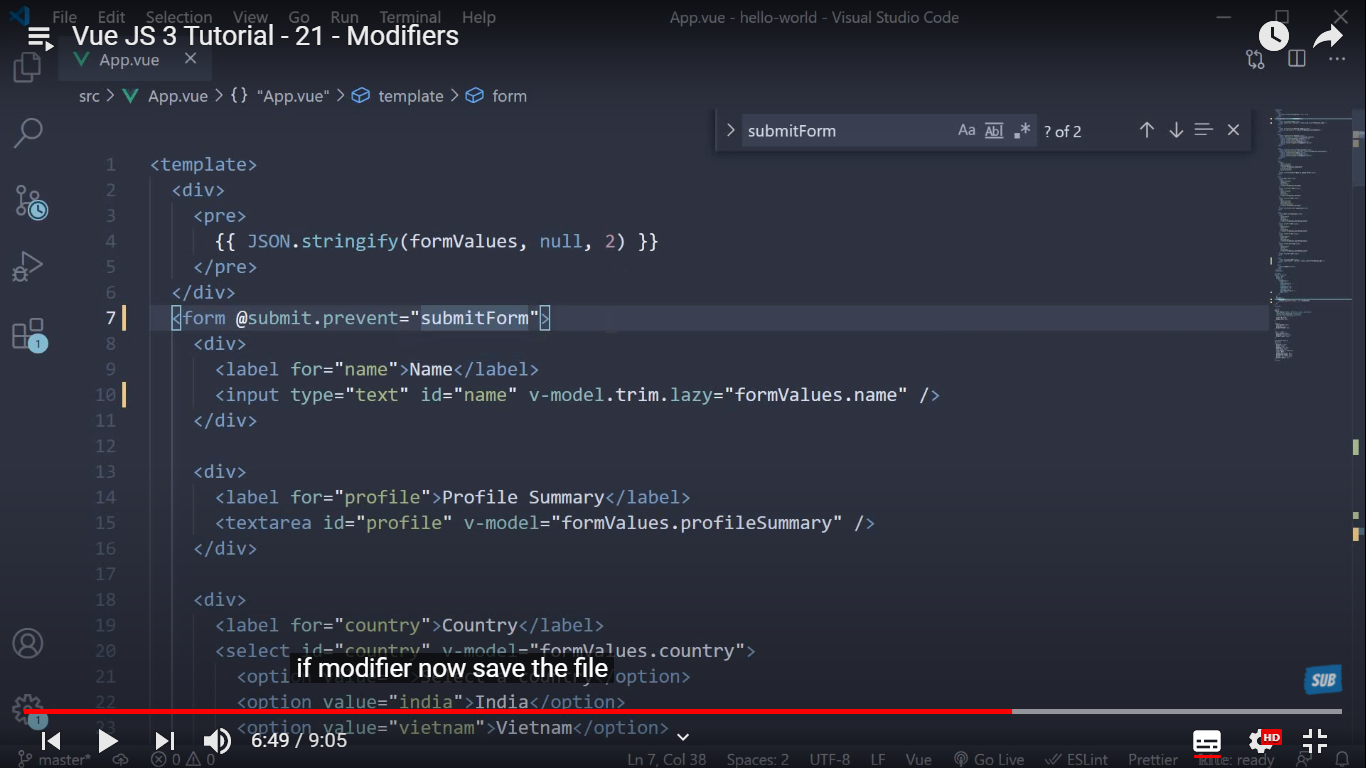 File Edit Selection View Go Run Terminal Help
App.vue - hello-world - Visual Studio Code
Vue JS 3 Tutorial - 21 - Modifiers
App.vue
src > App.vue > {} "App.vue" > template > form
submitForm
Aa Abl .* ? of 2
1 <template>
2 <div>
3 <pre>
4 {{ JSON.stringify(formValues, null, 2) }}
5 </pre>
6 </div>
7 <form @submit.prevent="submitForm">
8 <div>
9 <label for="name">Name</label>
10 <input type="text" id="name" v-model.trim.lazy="formValues.name" />
11 </div>
12
13 <div>
14 <label for="profile">Profile Summary</label>
15 <textarea id="profile" v-model="formValues.profileSummary" />
16 </div>
17
18 <div>
19 <label for="country">Country</label>
20 <select id="country" v-model="formValues.country">
if modifier now save the file
22 <option value="india">India</option>
23 <option value="vietnam">Vietnam</option>
1
1
SUB
6:49 / 9:05
HD
master* 0 0
Ln 7, Col 38 Spaces: 2 UTF-8 LF Vue Go Live ESLint Prettier